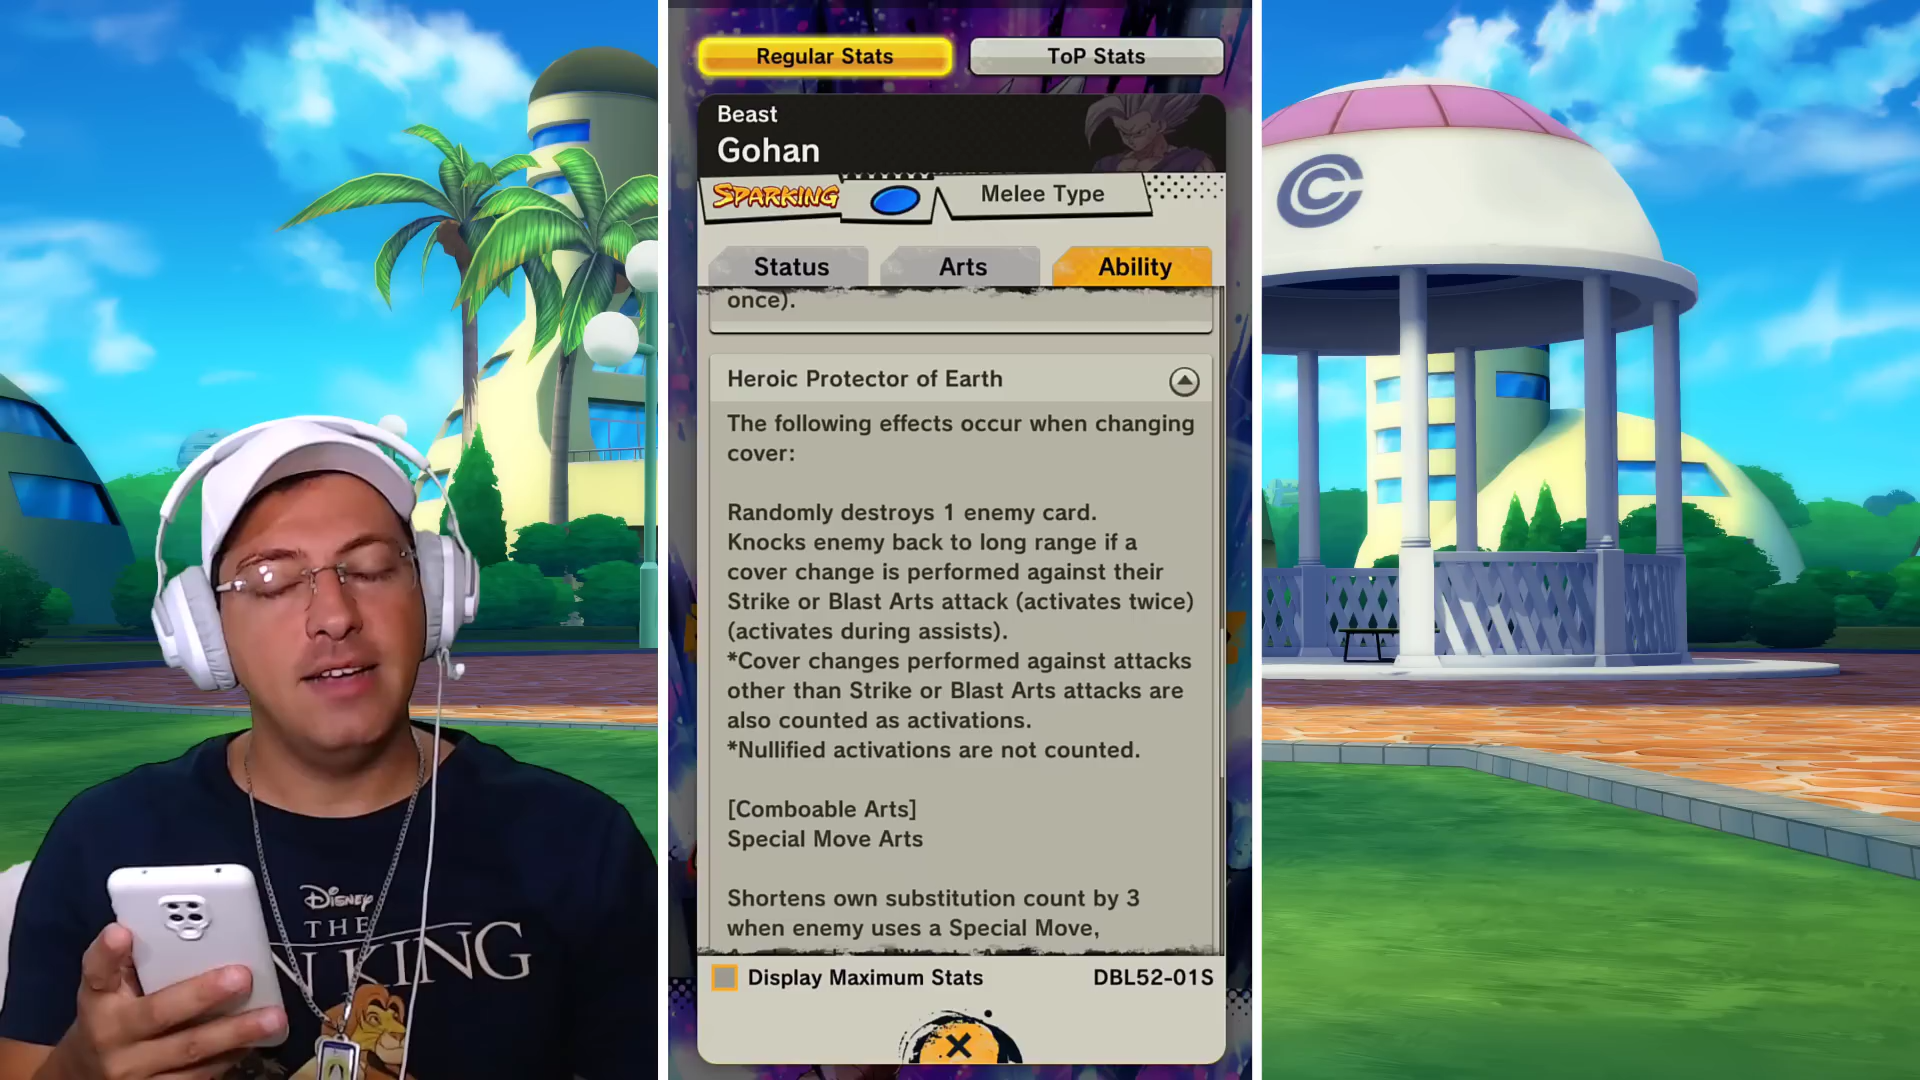 Regular Stats
ToP Stats
Beast
Gohan
SPARKING
Melee Type
Status
Arts
Ability
once).
Heroic Protector of Earth
The following effects occur when changing
cover:
Randomly destroys 1 enemy card.
Knocks enemy back to long range if a
cover change is performed against their
Strike or Blast Arts attack (activates twice)
(activates during assists).
*Cover changes performed against attacks
other than Strike or Blast Arts attacks are
also counted as activations.
*Nullified activations are not counted.
[Comboable Arts]
Special Move Arts
Shortens own substitution count by 3
when enemy uses a Special Move,
Display Maximum Stats
DBL52-01S
Disney
THE
KING